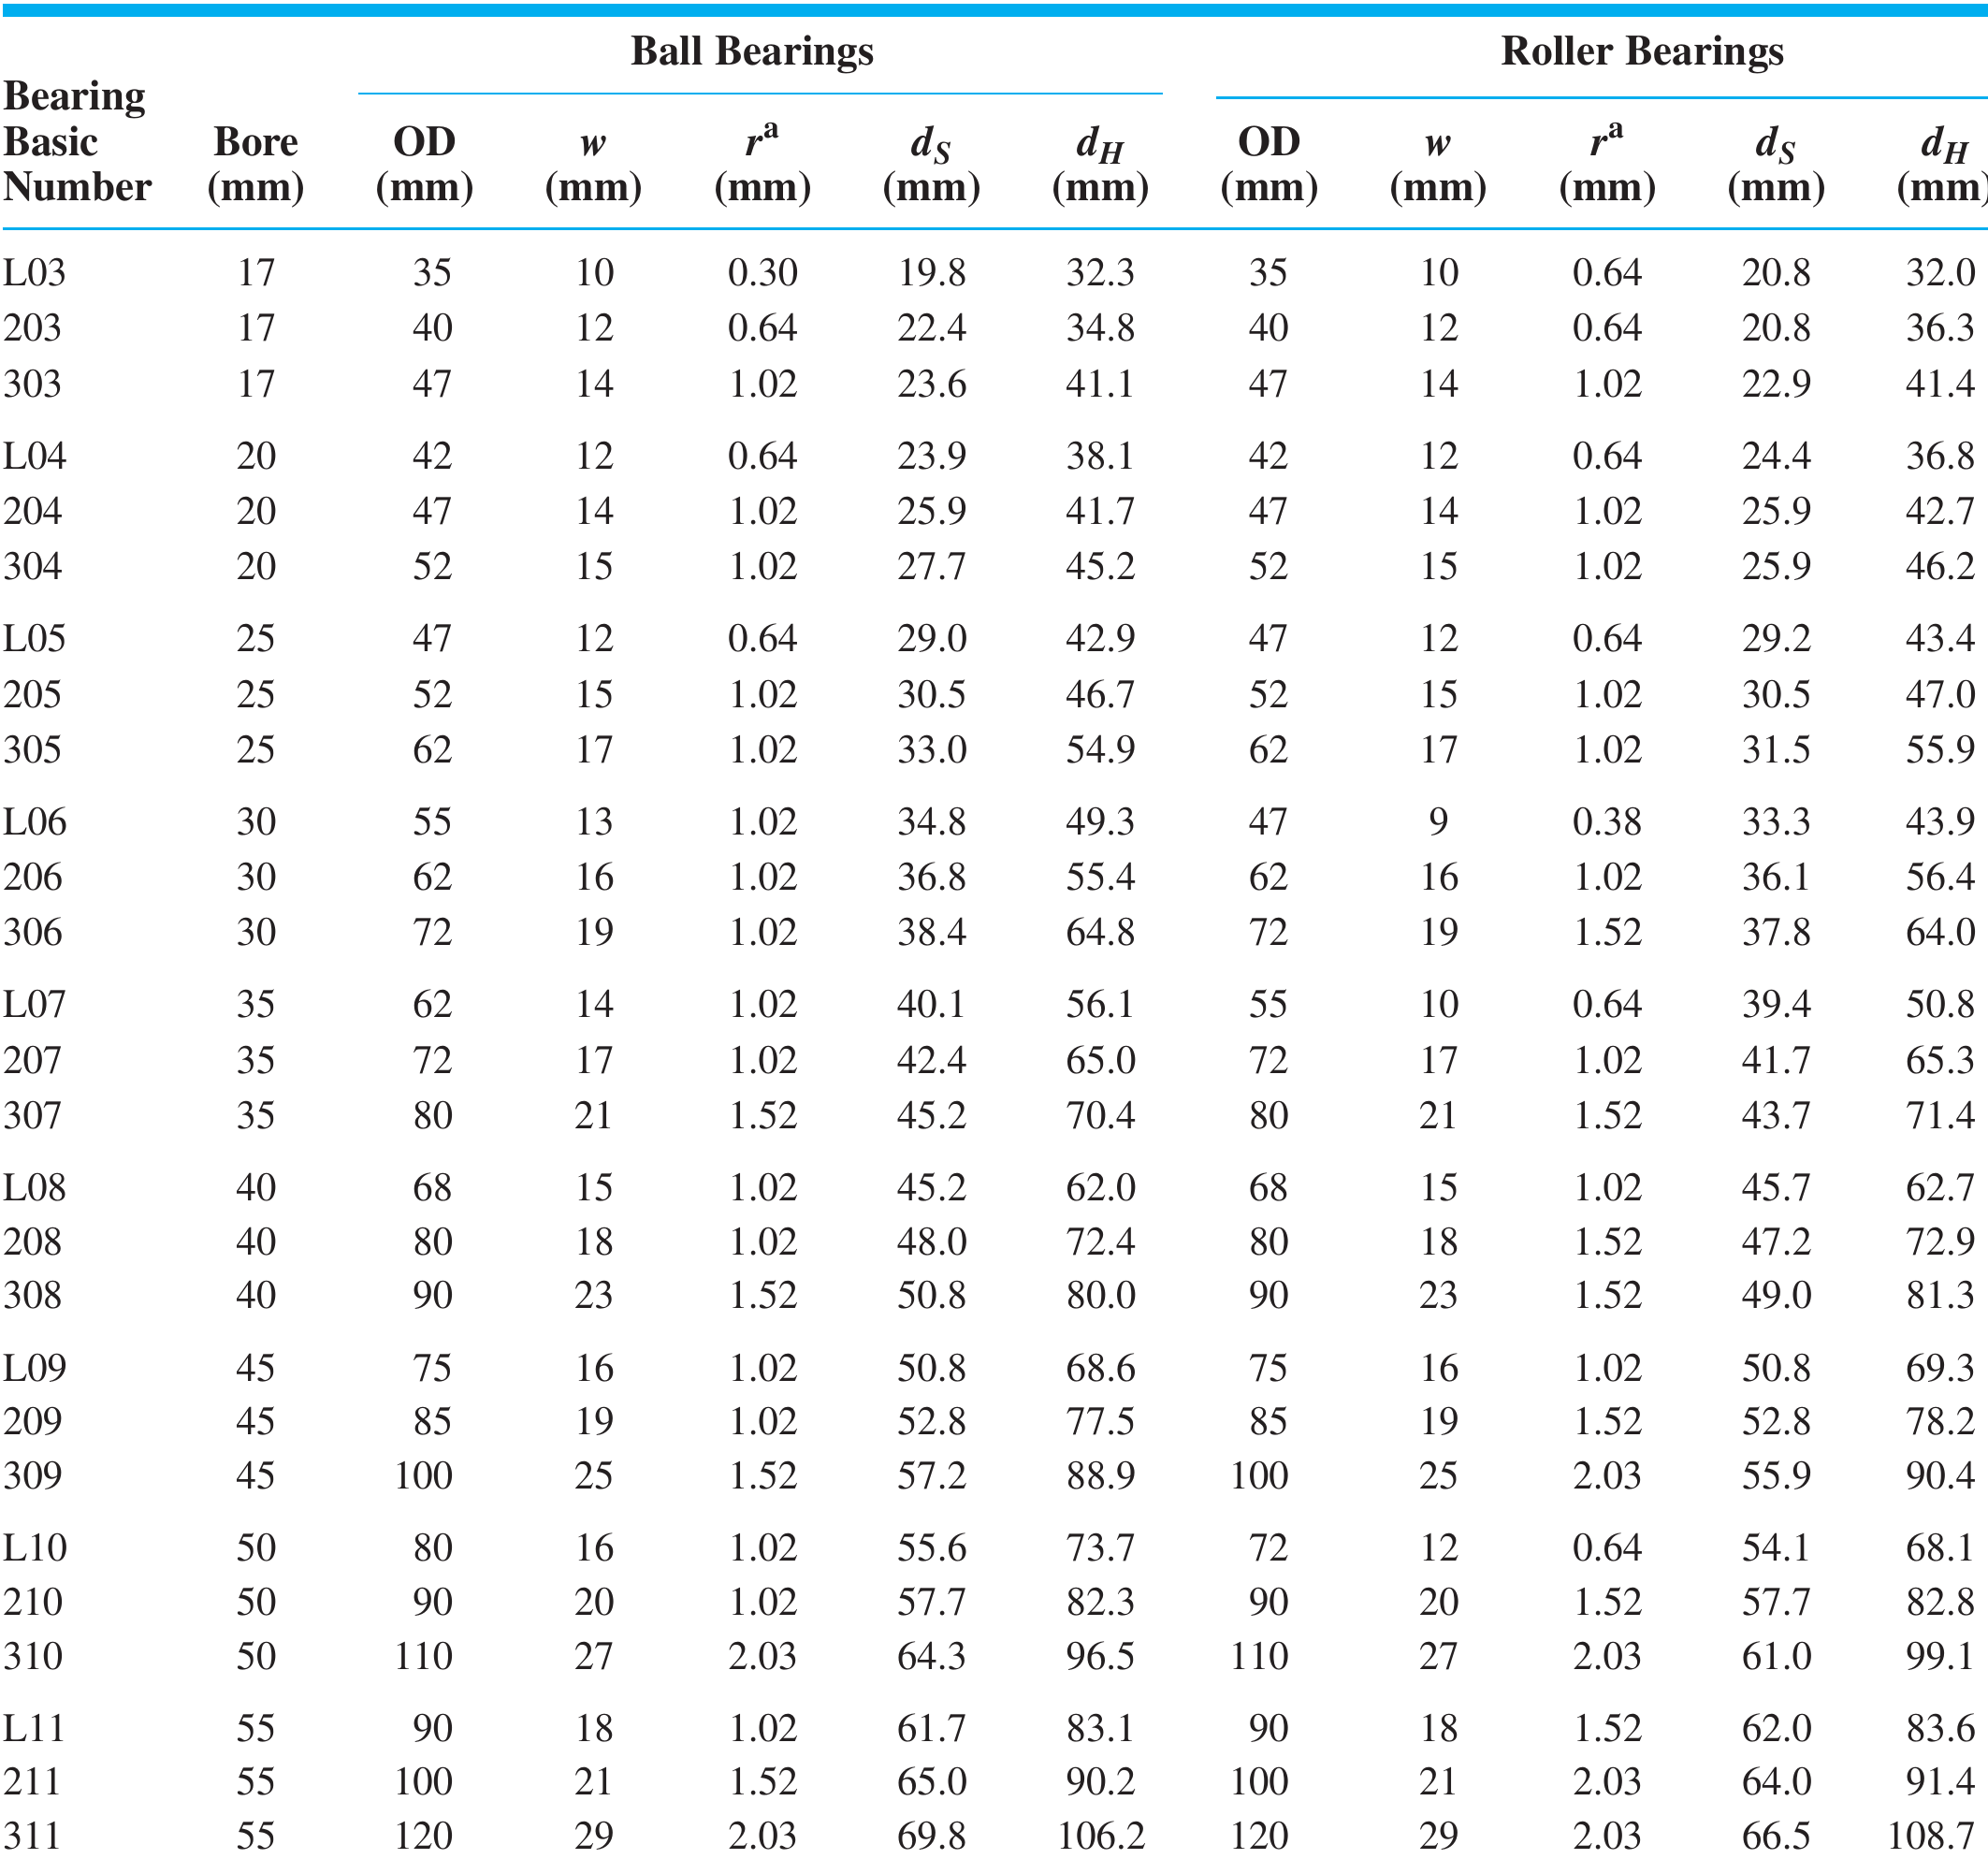 Ball Bearings Roller Bearings
Bearing
Basic Bore OD w rᵃ d_S d_H OD w rᵃ d_S d_H
Number (mm) (mm) (mm) (mm) (mm) (mm) (mm) (mm) (mm) (mm) (mm)
L03 17 35 10 0.30 19.8 32.3 35 10 0.64 20.8 32.0
203 17 40 12 0.64 22.4 34.8 40 12 0.64 20.8 36.3
303 17 47 14 1.02 23.6 41.1 47 14 1.02 22.9 41.4
L04 20 42 12 0.64 23.9 38.1 42 12 0.64 24.4 36.8
204 20 47 14 1.02 25.9 41.7 47 14 1.02 25.9 42.7
304 20 52 15 1.02 27.7 45.2 52 15 1.02 25.9 46.2
L05 25 47 12 0.64 29.0 42.9 47 12 0.64 29.2 43.4
205 25 52 15 1.02 30.5 46.7 52 15 1.02 30.5 47.0
305 25 62 17 1.02 33.0 54.9 62 17 1.02 31.5 55.9
L06 30 55 13 1.02 34.8 49.3 47 9 0.38 33.3 43.9
206 30 62 16 1.02 36.8 55.4 62 16 1.02 36.1 56.4
306 30 72 19 1.02 38.4 64.8 72 19 1.52 37.8 64.0
L07 35 62 14 1.02 40.1 56.1 55 10 0.64 39.4 50.8
207 35 72 17 1.02 42.4 65.0 72 17 1.02 41.7 65.3
307 35 80 21 1.52 45.2 70.4 80 21 1.52 43.7 71.4
L08 40 68 15 1.02 45.2 62.0 68 15 1.02 45.7 62.7
208 40 80 18 1.02 48.0 72.4 80 18 1.52 47.2 72.9
308 40 90 23 1.52 50.8 80.0 90 23 1.52 49.0 81.3
L09 45 75 16 1.02 50.8 68.6 75 16 1.02 50.8 69.3
209 45 85 19 1.02 52.8 77.5 85 19 1.52 52.8 78.2
309 45 100 25 1.52 57.2 88.9 100 25 2.03 55.9 90.4
L10 50 80 16 1.02 55.6 73.7 72 12 0.64 54.1 68.1
210 50 90 20 1.02 57.7 82.3 90 20 1.52 57.7 82.8
310 50 110 27 2.03 64.3 96.5 110 27 2.03 61.0 99.1
L11 55 90 18 1.02 61.7 83.1 90 18 1.52 62.0 83.6
211 55 100 21 1.52 65.0 90.2 100 21 2.03 64.0 91.4
311 55 120 29 2.03 69.8 106.2 120 29 2.03 66.5 108.7